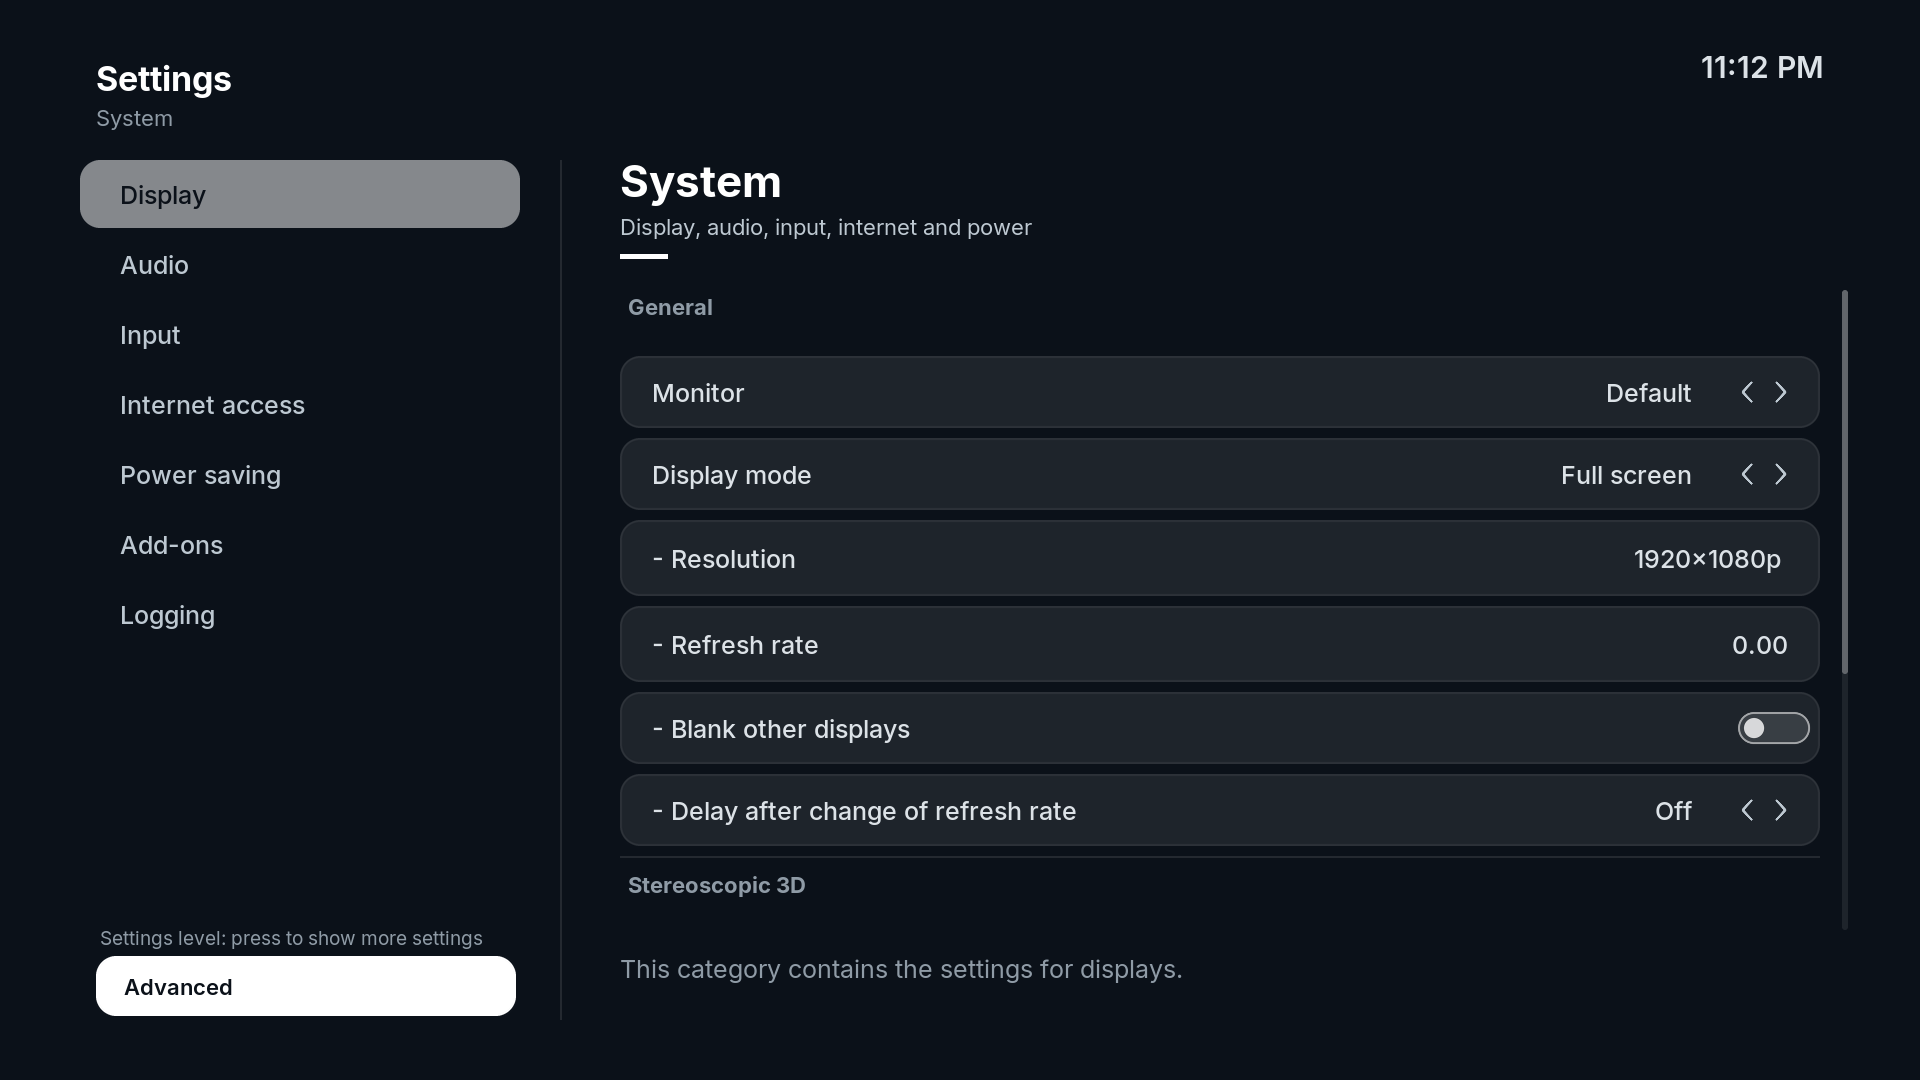 Settings
System
11:12 PM
Display
Audio
Input
Internet access
Power saving
Add-ons
Logging
Settings level: press to show more settings
Advanced
System
Display, audio, input, internet and power
General
Monitor Default
Display mode Full screen
- Resolution 1920×1080p
- Refresh rate 0.00
- Blank other displays
- Delay after change of refresh rate Off
Stereoscopic 3D
This category contains the settings for displays.